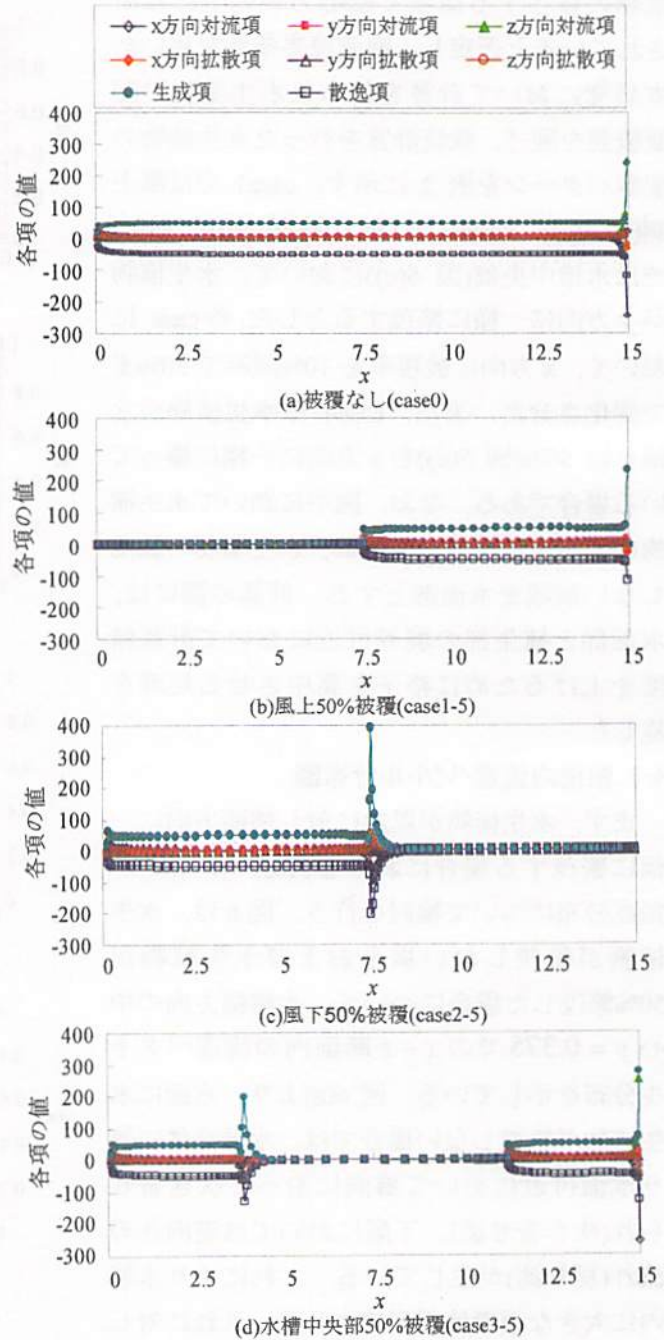 x方向対流項 y方向対流項 z方向対流項
x方向拡散項 y方向拡散項 z方向拡散項
生成項 散逸項
400
300
200
100
0
-100
-200
-300
各項の値
0 2.5 5 7.5 10 12.5 15
x
(a)被覆なし(case0)
400
300
200
100
0
-100
-200
-300
各項の値
0 2.5 5 7.5 10 12.5 15
x
(b)風上50%被覆(case1-5)
400
300
200
100
0
-100
-200
-300
各項の値
0 2.5 5 7.5 10 12.5 15
x
(c)風下50%被覆(case2-5)
400
300
200
100
0
-100
-200
-300
各項の値
0 2.5 5 7.5 10 12.5 15
x
(d)水槽中央部50%被覆(case3-5)